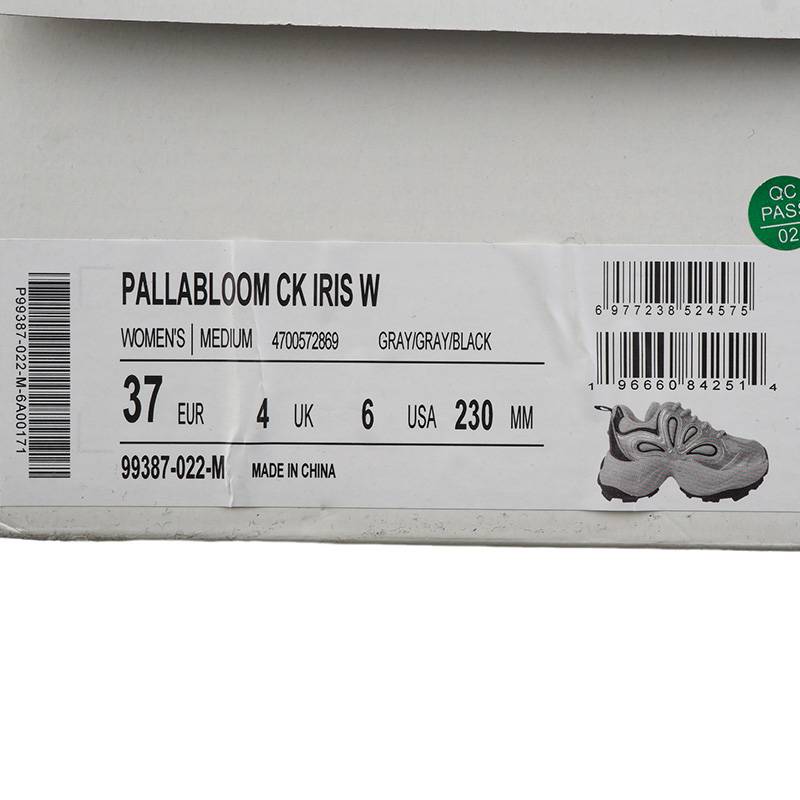 QC
PASS
02
PALLABLOOM CK IRIS W
WOMEN'S | MEDIUM 4700572869 GRAY/GRAY/BLACK
37 EUR 4 UK 6 USA 230 MM
99387-022-M MADE IN CHINA
P99387-022-M-6A00171
6 977238 524575
1 96660 84251 4